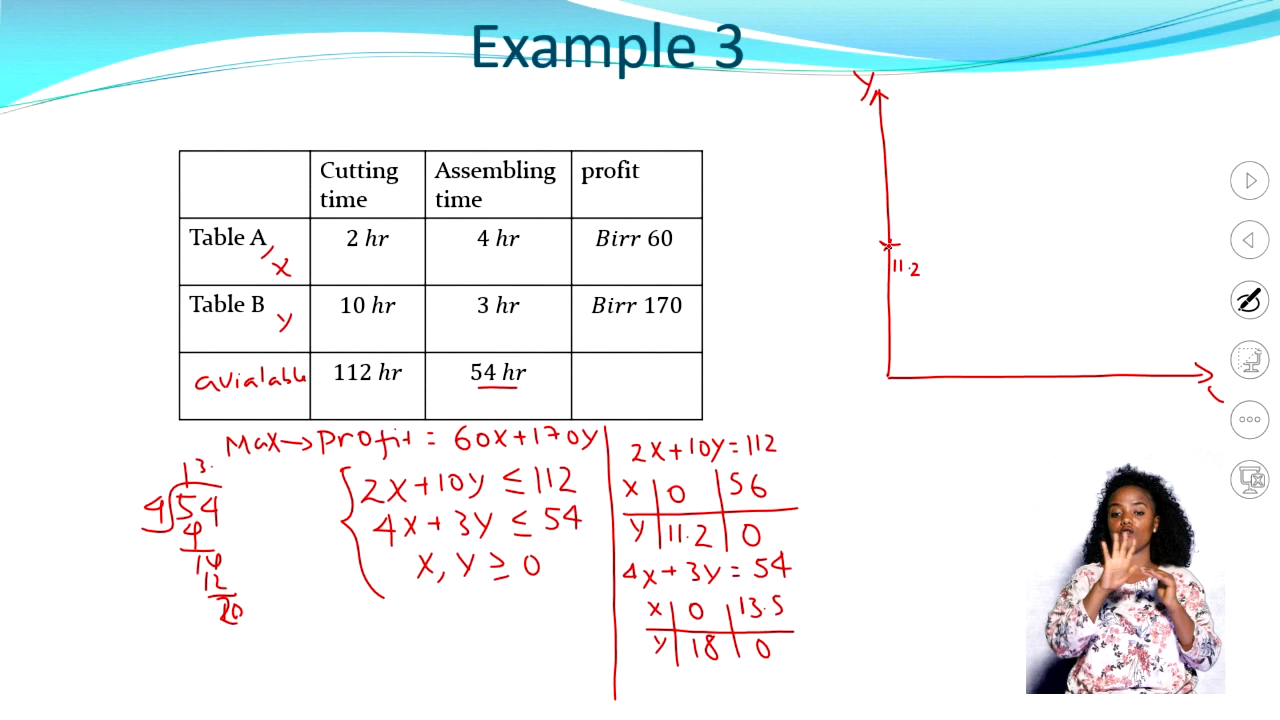 Example 3
Cutting time
Assembling time
profit
Table A, x
2 hr
4 hr
Birr 60
Table B y
10 hr
3 hr
Birr 170
avialable
112 hr
54 hr
Max → Profit = 60x+170y
2x+10y ≤ 112
4x+3y ≤ 54
x, y ≥ 0
13.
4 54
4
14
12
20
2x+10y=112
x 0 56
y 11.2 0
4x+3y=54
x 0 13.5
y 18 0
y
11.2